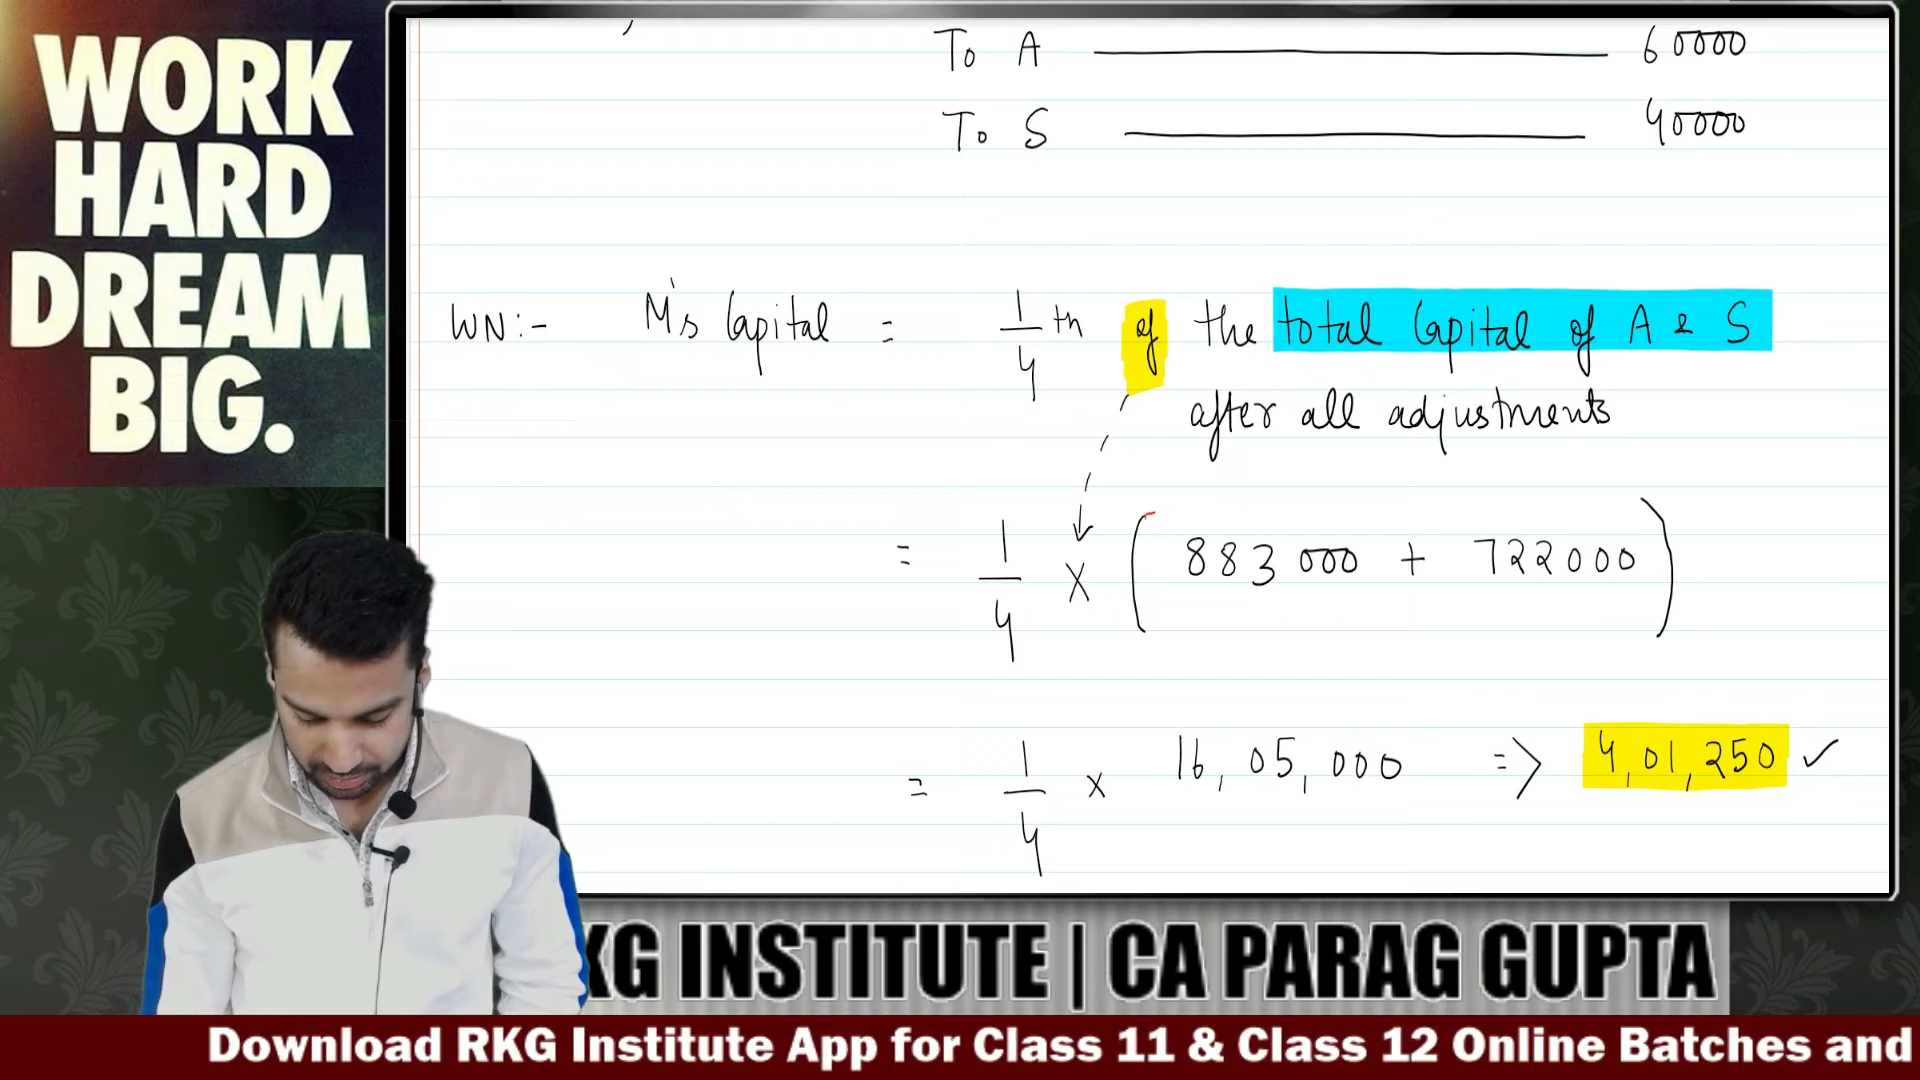 WORK
HARD
DREAM
BIG.
To A 60000
To S 40000
WN:- M's Capital = 1/4 th of the total Capital of A & S
after all adjustments
= 1/4 X ( 883000 + 722000 )
= 1/4 x 16,05,000 => 4,01,250 ✓
KG INSTITUTE | CA PARAG GUPTA
Download RKG Institute App for Class 11 & Class 12 Online Batches and